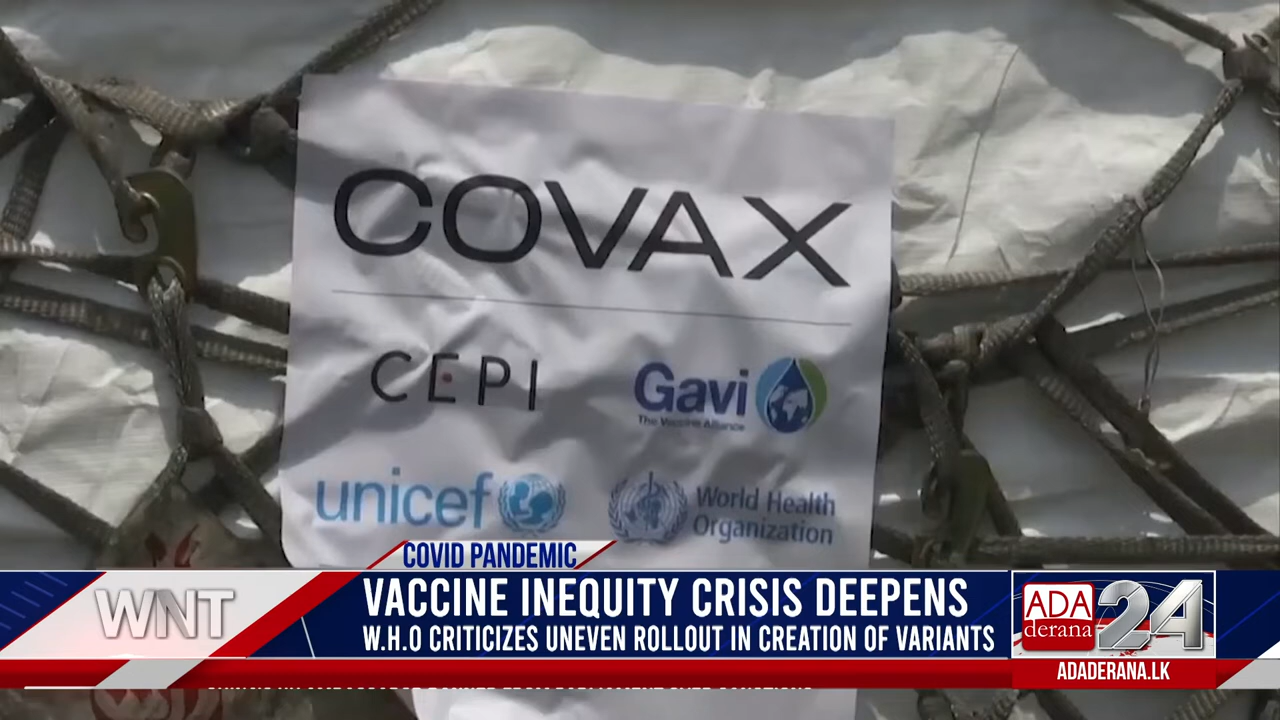 COVAX
CEPI
Gavi
The Vaccine Alliance
unicef
World Health
Organization
COVID PANDEMIC
WNT
VACCINE INEQUITY CRISIS DEEPENS
W.H.O CRITICIZES UNEVEN ROLLOUT IN CREATION OF VARIANTS
ADA
derana
24
ADADERANA.LK